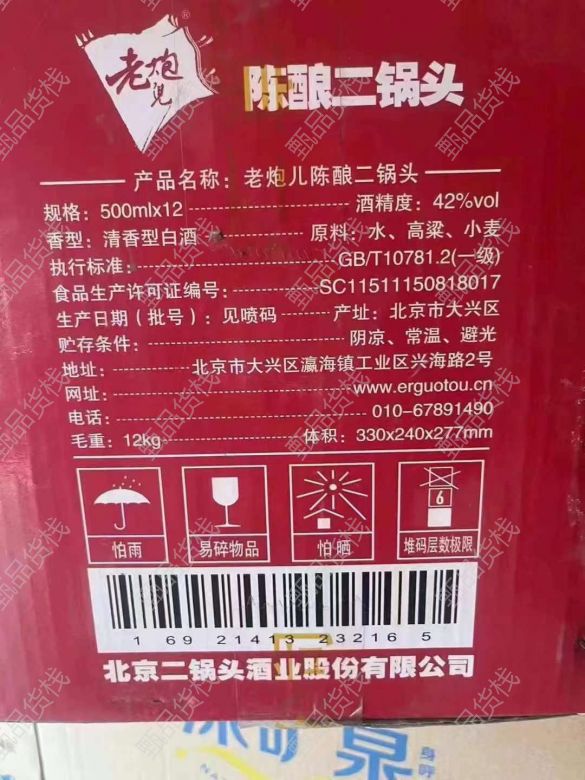 老炮儿®
陈酿二锅头
产品名称：老炮儿陈酿二锅头
规格：500mlx12 酒精度：42%vol
香型：清香型白酒 原料：水、高粱、小麦
执行标准： GB/T10781.2(一级)
食品生产许可证编号： SC11511150818017
生产日期（批号）：见喷码 产址：北京市大兴区
贮存条件： 阴凉、常温、避光
地址： 北京市大兴区瀛海镇工业区兴海路2号
网址： www.erguotou.cn
电话： 010-67891490
毛重：12kg 体积：330x240x277mm
6
怕雨 易碎物品 怕晒 堆码层数极限
1 69 21413 23216 5
北京二锅头酒业股份有限公司
泉
甄品货栈